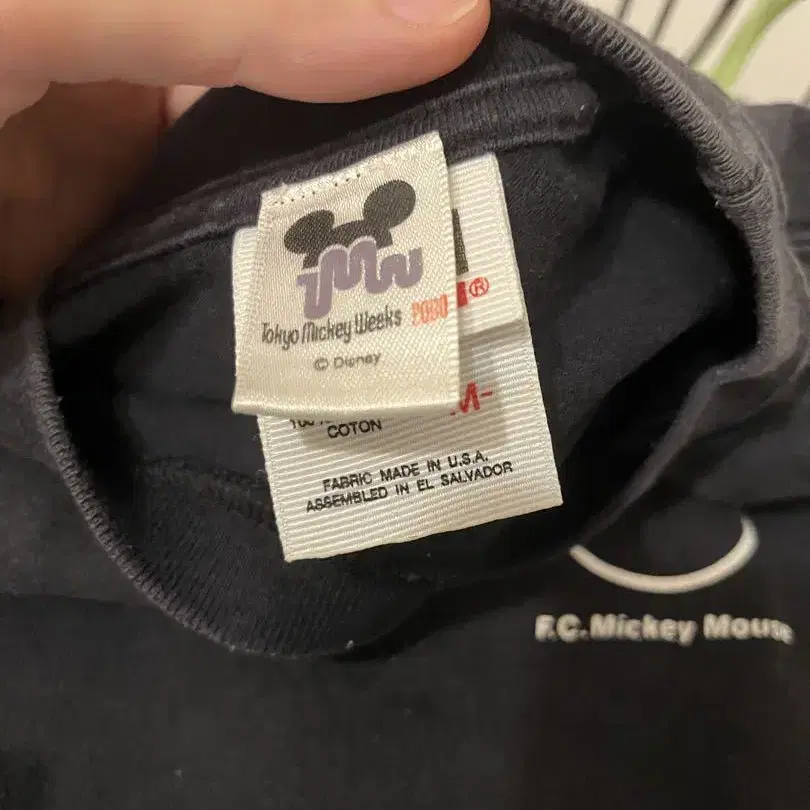 TMW
Tokyo Mickey Weeks 2000
© Disney
®
-M-
COTON
FABRIC MADE IN U.S.A.
ASSEMBLED IN EL SALVADOR
F.C.Mickey Mouse